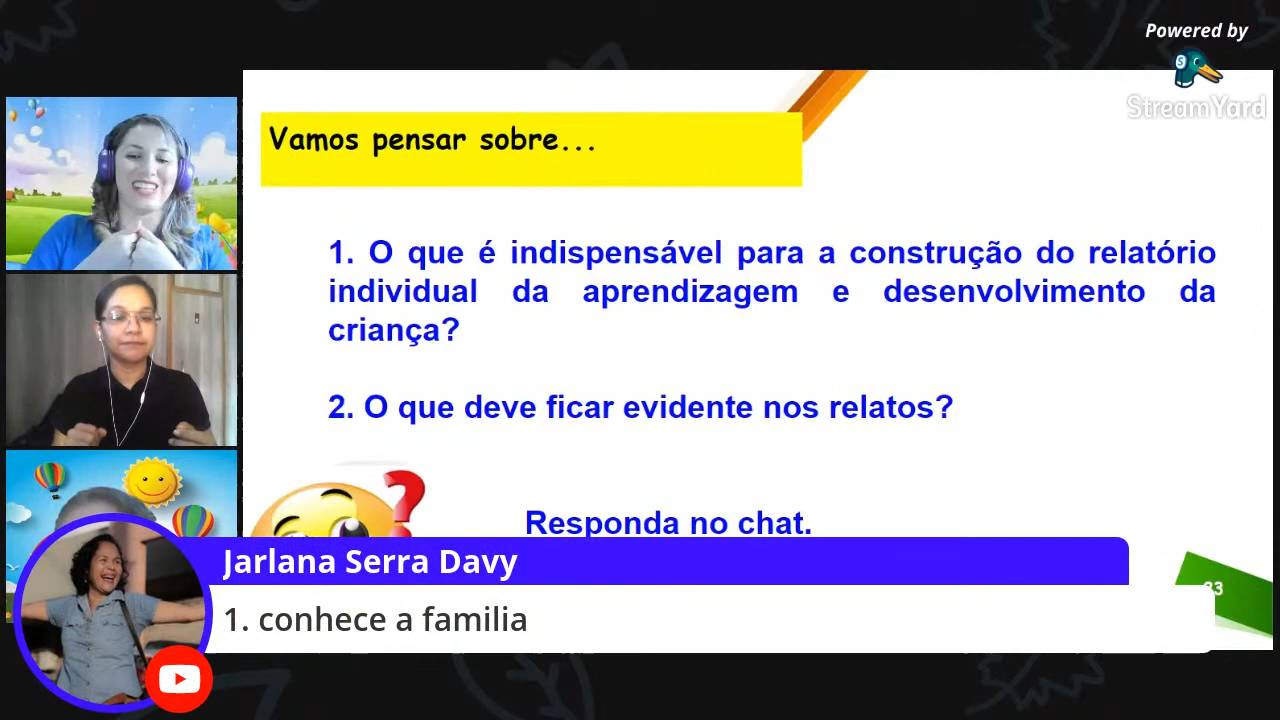 Powered by
StreamYard
Vamos pensar sobre...
1. O que é indispensável para a construção do relatório
individual da aprendizagem e desenvolvimento da
criança?
2. O que deve ficar evidente nos relatos?
Responda no chat.
Jarlana Serra Davy
1. conhece a familia